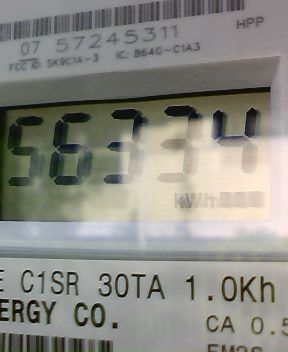 HPP
07 57245311
FCC ID: SK9C1A-3 IC: 864G-C1A3
56334
kWh
E C1SR 30TA 1.0Kh
ERGY CO.
CA 0.5